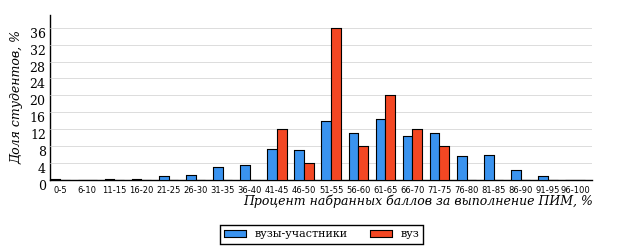 Доля студентов, %
36
32
28
24
20
16
12
8
4
0
0-5 6-10 11-15 16-20 21-25 26-30 31-35 36-40 41-45 46-50 51-55 56-60 61-65 66-70 71-75 76-80 81-85 86-90 91-95 96-100
Процент набранных баллов за выполнение ПИМ, %
вузы-участники вуз